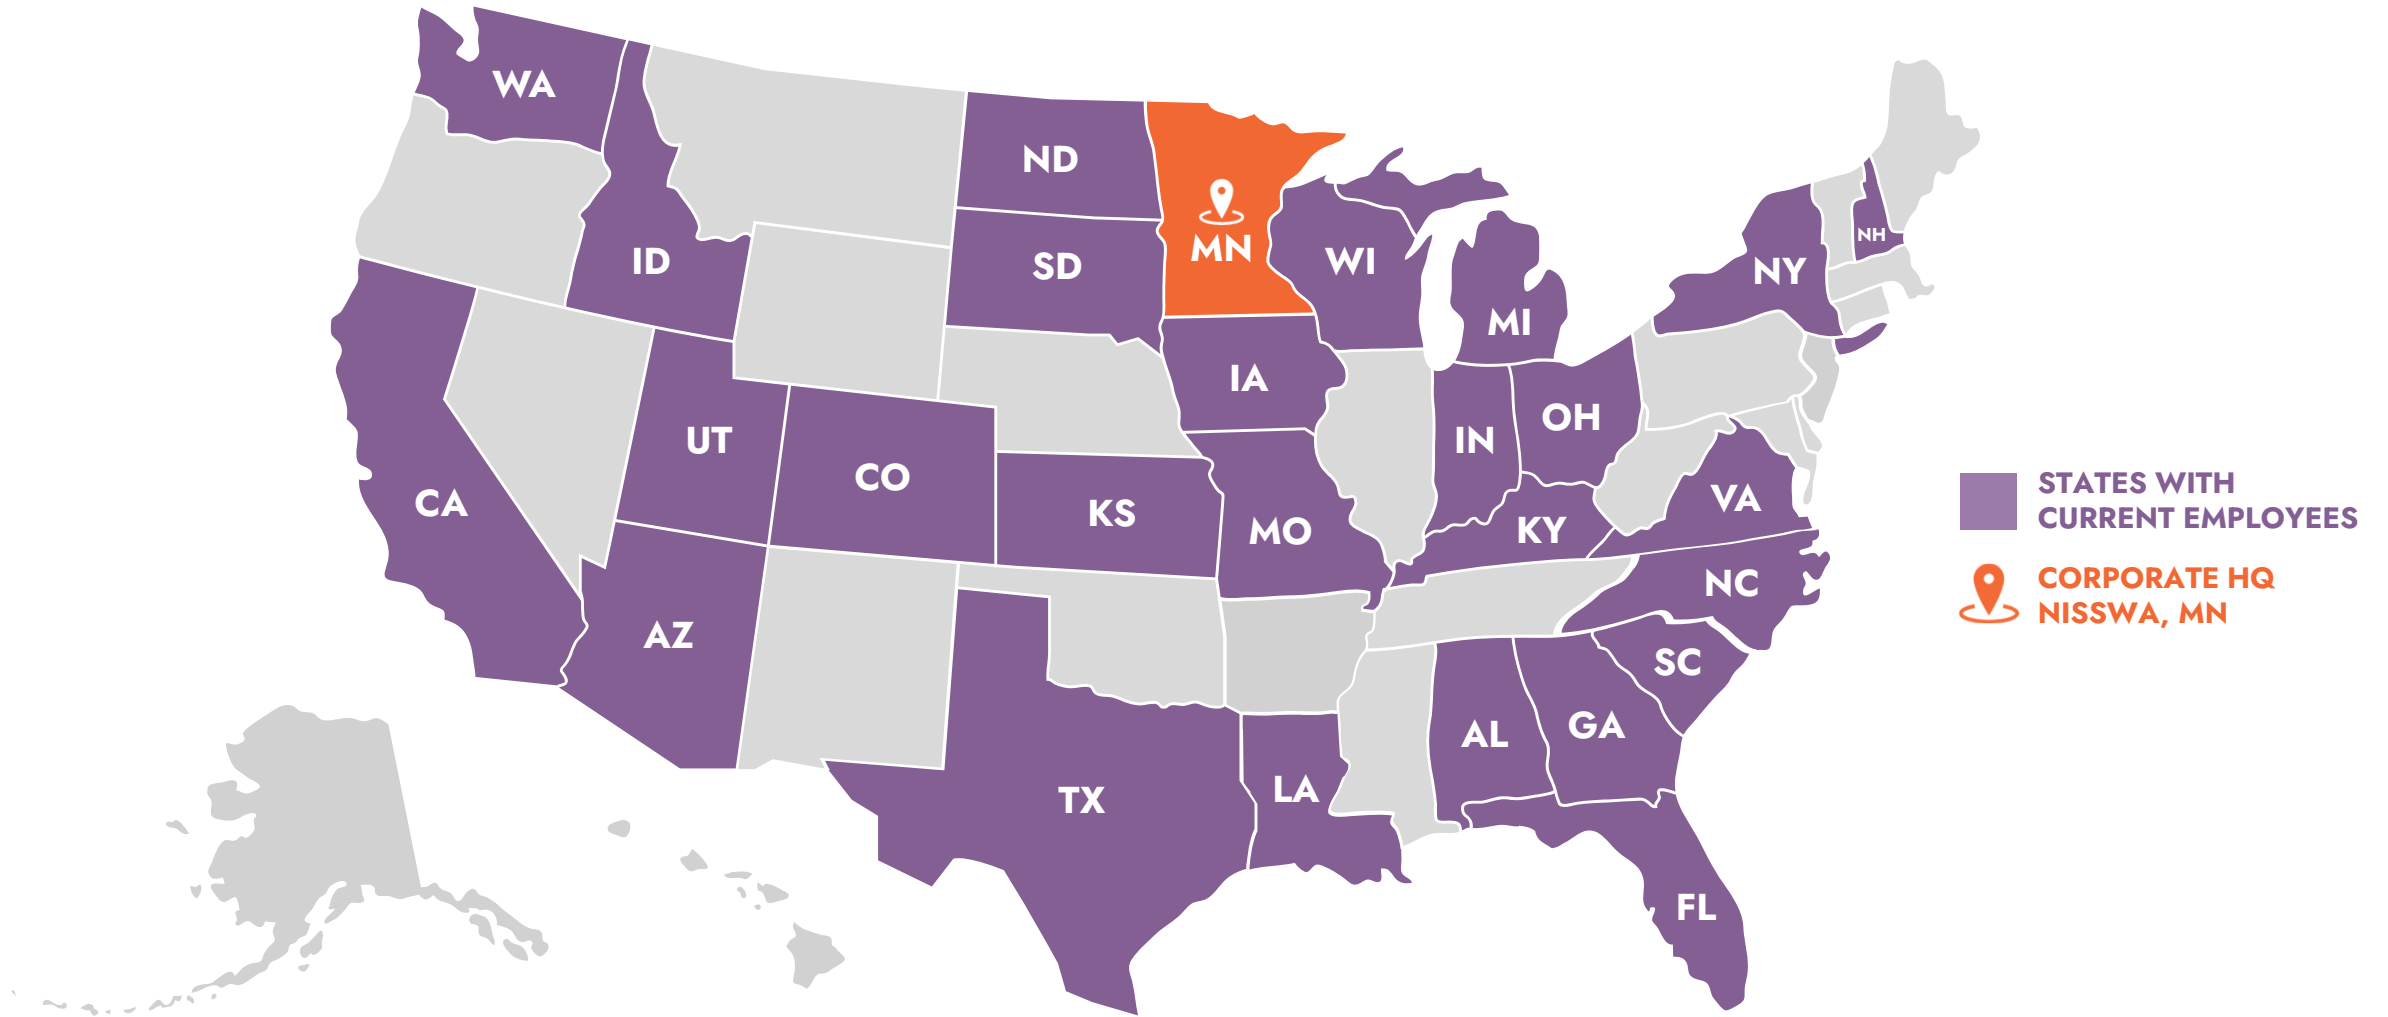 WA
ND
MN
ID
SD
WI
NH
NY
MI
IA
UT
CO
IN
OH
CA
KS
MO
KY
VA
STATES WITH
CURRENT EMPLOYEES
AZ
NC
CORPORATE HQ
NISSWA, MN
SC
TX
LA
AL
GA
FL